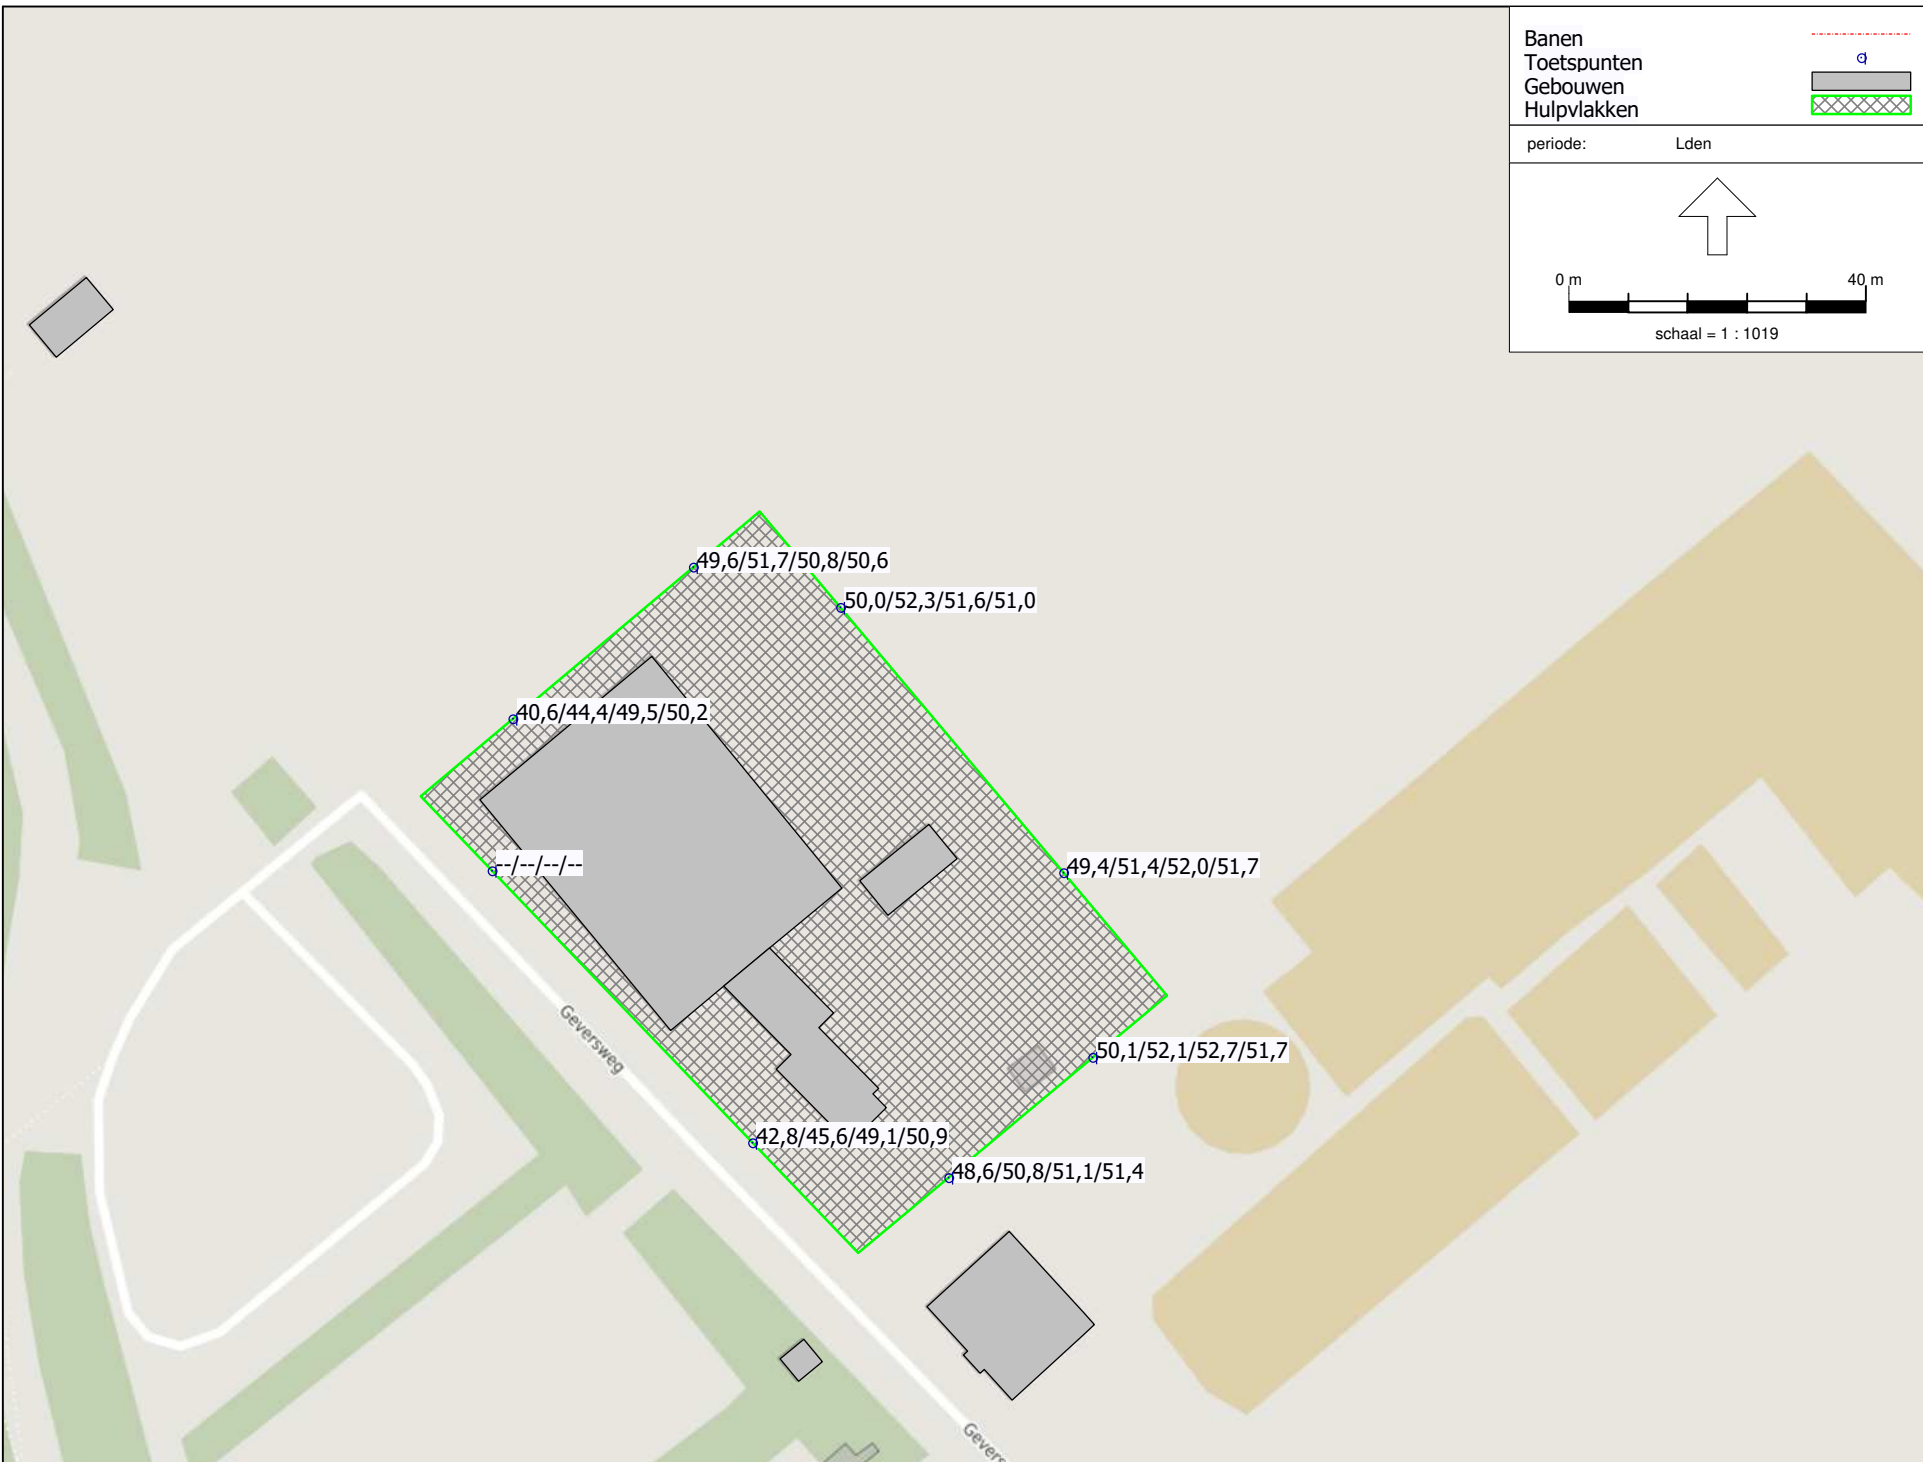 Banen
Toetspunten
Gebouwen
Hulpvlakken
periode: Lden
0 m 40 m
schaal = 1 : 1019
49,6/51,7/50,8/50,6
50,0/52,3/51,6/51,0
40,6/44,4/49,5/50,2
--/--/--/--
49,4/51,4/52,0/51,7
Geversweg
50,1/52,1/52,7/51,7
42,8/45,6/49,1/50,9
48,6/50,8/51,1/51,4
Gevers